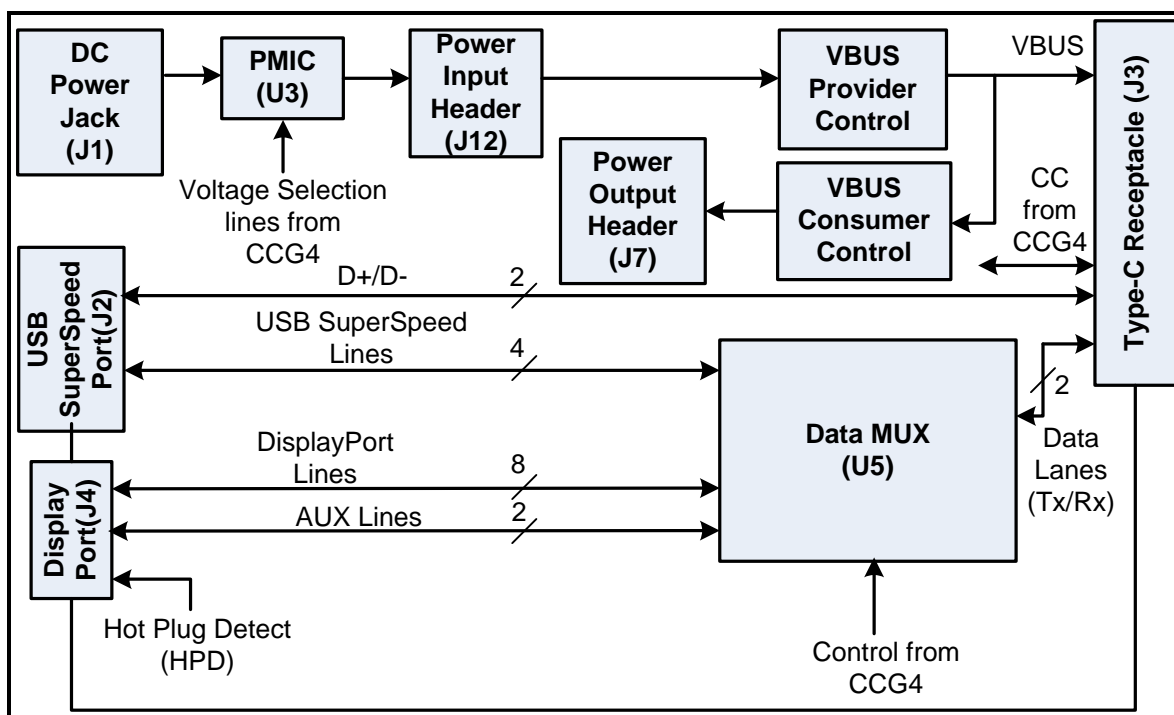 DC
Power
Jack
(J1)
PMIC
(U3)
Power
Input
Header
(J12)
VBUS
Provider
Control
VBUS
Type-C Receptacle (J3)
Voltage Selection
lines from
CCG4
Power
Output
Header
(J7)
VBUS
Consumer
Control
CC
from
CCG4
USB
SuperSpeed
Port(J2)
D+/D-
2
USB SuperSpeed
Lines
4
Data MUX
(U5)
2
Data
Lanes
(Tx/Rx)
Display
Port(J4)
DisplayPort
Lines
8
AUX Lines
2
Hot Plug Detect
(HPD)
Control from
CCG4